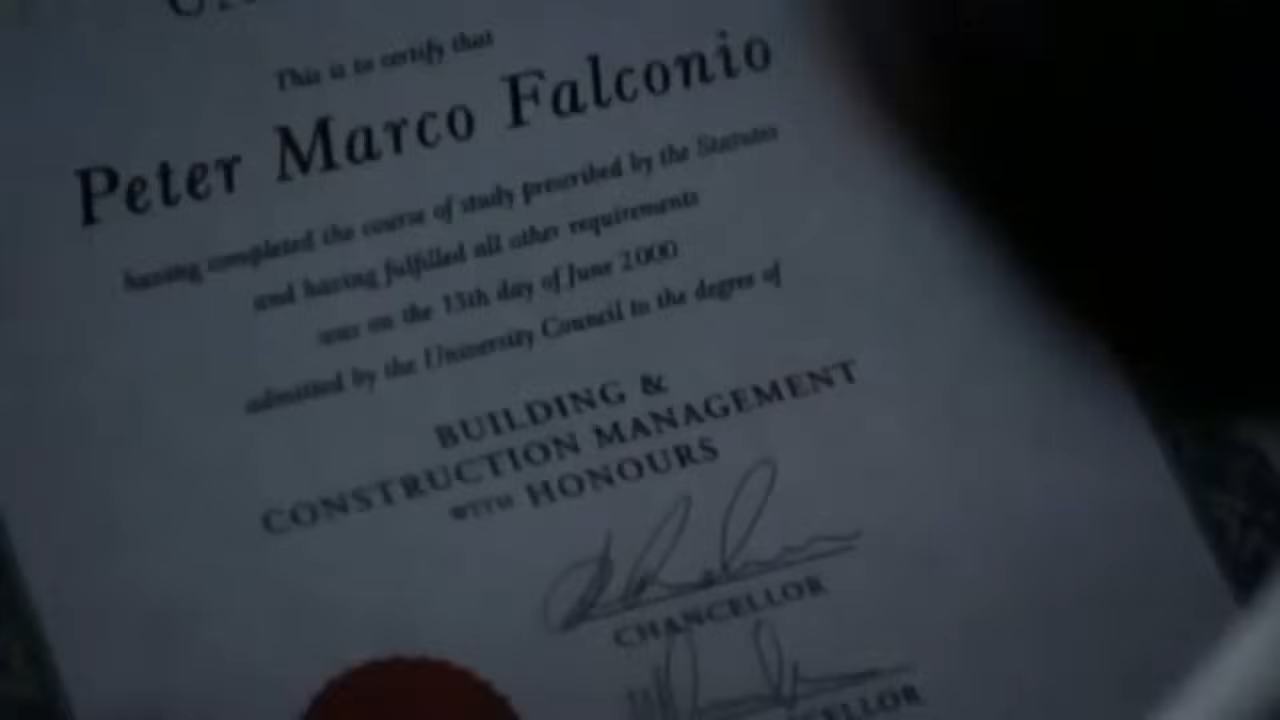 This is to certify that
Peter Marco Falconio
having completed the course of study prescribed by the Statutes
and having fulfilled all other requirements
was on the 15th day of June 2000
admitted by the University Council to the degree of
BUILDING &
CONSTRUCTION MANAGEMENT
WITH HONOURS
CHANCELLOR